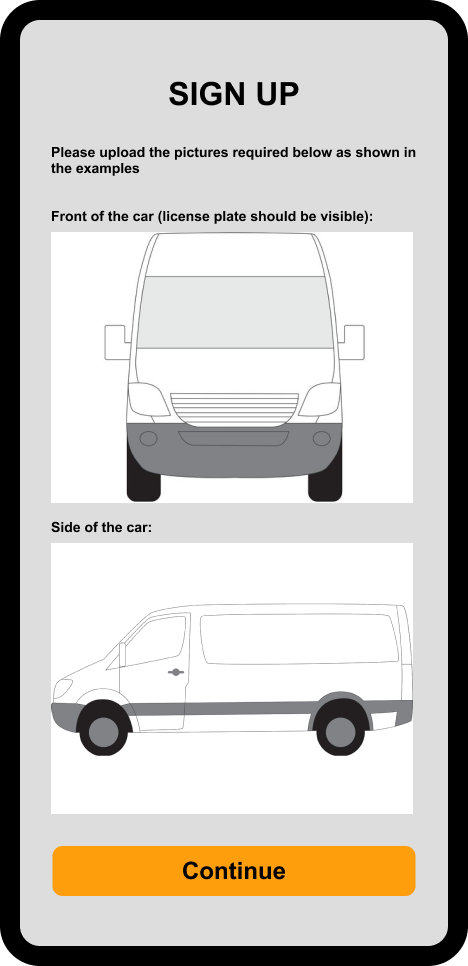 SIGN UP
Please upload the pictures required below as shown in
the examples
Front of the car (license plate should be visible):
Side of the car:
Continue